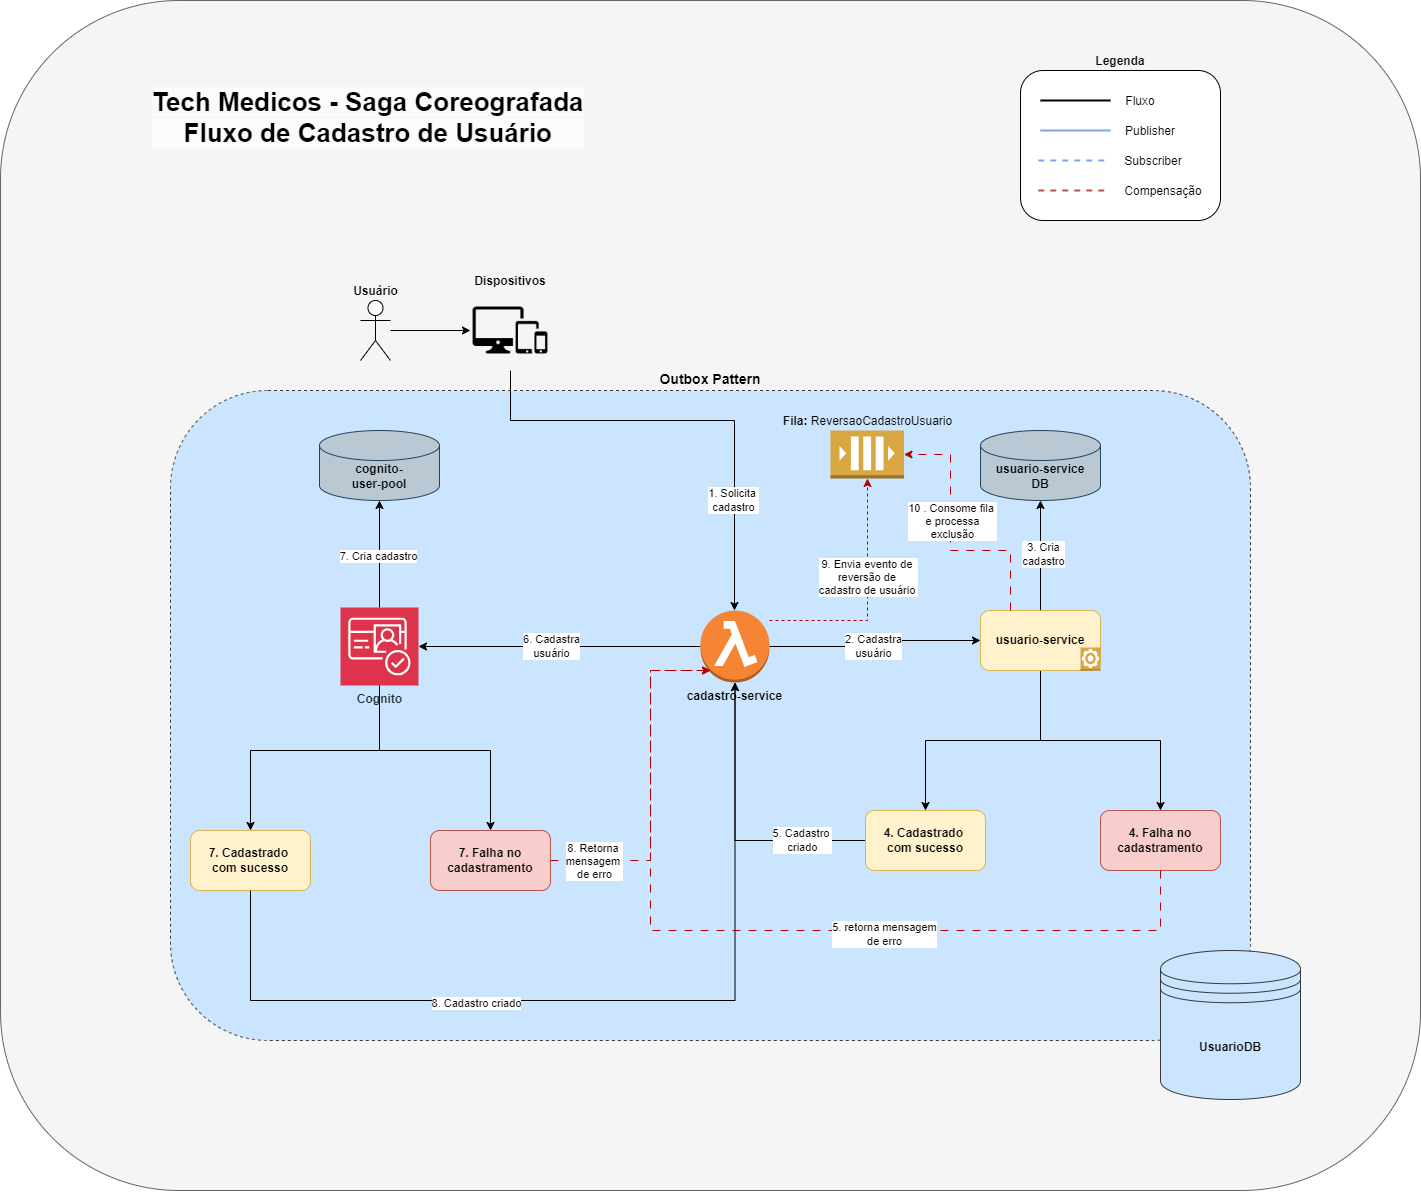 Legenda
Fluxo
Publisher
Subscriber
Compensação
Tech Medicos - Saga Coreografada
Fluxo de Cadastro de Usuário
Dispositivos
Usuário
Outbox Pattern
Fila: ReversaoCadastroUsuario
cognito-
user-pool
usuario-service
DB
1. Solicita
cadastro
10 . Consome fila
e processa
exclusão
7. Cria cadastro
3. Cria
cadastro
9. Envia evento de
reversão de
cadastro de usuário
6. Cadastra
usuário
2. Cadastra
usuário
usuario-service
Cognito
cadastro-service
7. Cadastrado
com sucesso
7. Falha no
cadastramento
8. Retorna
mensagem
de erro
5. Cadastro
criado
4. Cadastrado
com sucesso
4. Falha no
cadastramento
5. retorna mensagem
de erro
8. Cadastro criado
UsuarioDB